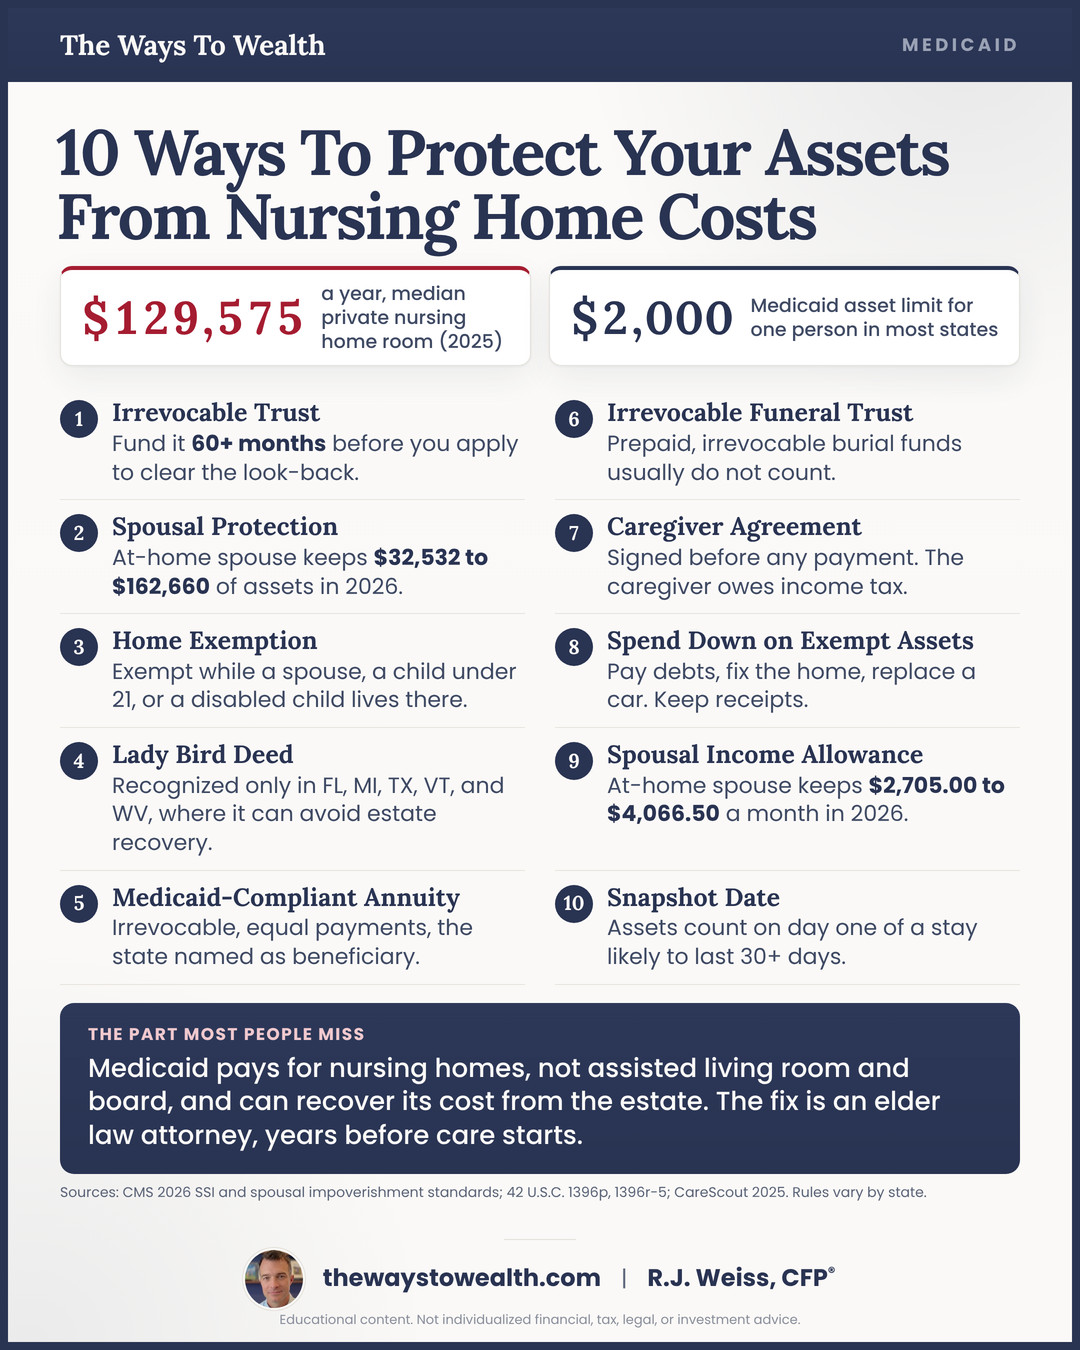 The Ways To Wealth
MEDICAID
10 Ways To Protect Your Assets
From Nursing Home Costs
$129,575
a year, median
private nursing
home room (2025)
$2,000
Medicaid asset limit for
one person in most states
1
Irrevocable Trust
Fund it 60+ months before you apply
to clear the look-back.
2
Spousal Protection
At-home spouse keeps $32,532 to
$162,660 of assets in 2026.
3
Home Exemption
Exempt while a spouse, a child under
21, or a disabled child lives there.
4
Lady Bird Deed
Recognized only in FL, MI, TX, VT, and
WV, where it can avoid estate
recovery.
5
Medicaid-Compliant Annuity
Irrevocable, equal payments, the
state named as beneficiary.
6
Irrevocable Funeral Trust
Prepaid, irrevocable burial funds
usually do not count.
7
Caregiver Agreement
Signed before any payment. The
caregiver owes income tax.
8
Spend Down on Exempt Assets
Pay debts, fix the home, replace a
car. Keep receipts.
9
Spousal Income Allowance
At-home spouse keeps $2,705.00 to
$4,066.50 a month in 2026.
10
Snapshot Date
Assets count on day one of a stay
likely to last 30+ days.
THE PART MOST PEOPLE MISS
Medicaid pays for nursing homes, not assisted living room and
board, and can recover its cost from the estate. The fix is an elder
law attorney, years before care starts.
Sources: CMS 2026 SSI and spousal impoverishment standards; 42 U.S.C. 1396p, 1396r-5; CareScout 2025. Rules vary by state.
thewaystowealth.com | R.J. Weiss, CFP®
Educational content. Not individualized financial, tax, legal, or investment advice.